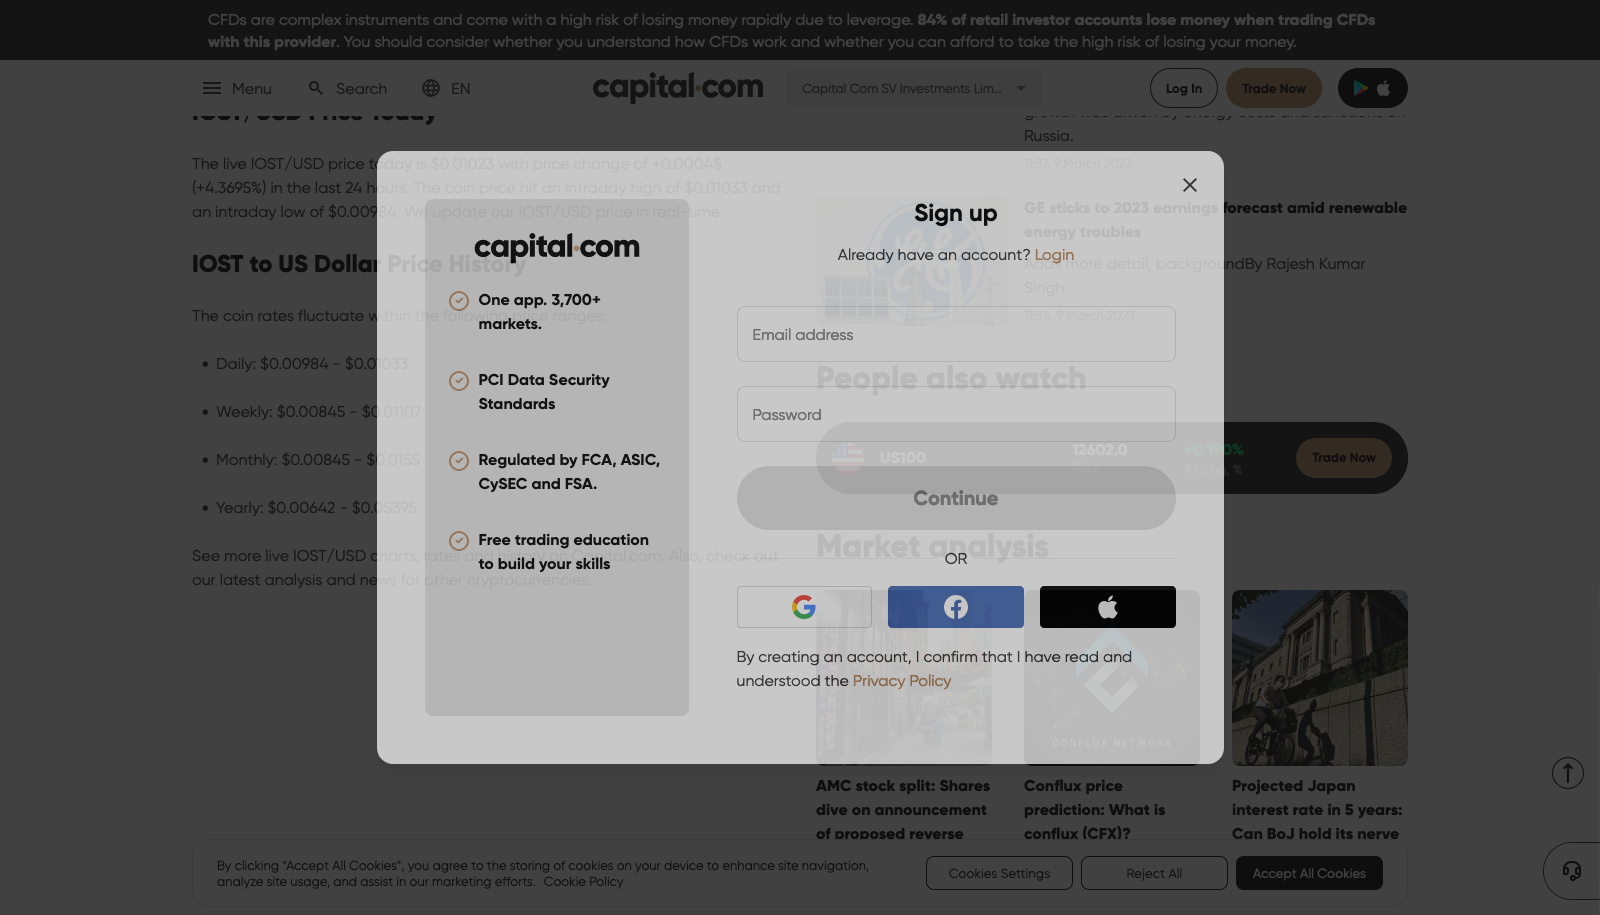 CFDs are complex instruments and come with a high risk of losing money rapidly due to leverage. 84% of retail investor accounts lose money when trading CFDs
with this provider. You should consider whether you understand how CFDs work and whether you can afford to take the high risk of losing your money.
Menu
Search
EN
capital.com
Capital Com SV Investments Lim...
Log In
Trade Now
IOST/USD Price Today
The live IOST/USD price today is $0.01023 with price change of +0.0004$
(+4.3695%) in the last 24 hours. The coin price hit an intraday high of $0.01033 and
an intraday low of $0.00984. We update our IOST/USD price in real-time.
IOST to US Dollar Price History
The coin rates fluctuate within the following price ranges:
Daily: $0.00984 - $0.01033
Weekly: $0.00845 - $0.01107
Monthly: $0.00845 - $0.0155
Yearly: $0.00642 - $0.05395
See more live IOST/USD charts, rates and history on Capital.com. Also, check out
our latest analysis and news for other cryptocurrencies.
capital.com
One app. 3,700+
markets.
PCI Data Security
Standards
Regulated by FCA, ASIC,
CySEC and FSA.
Free trading education
to build your skills
Sign up
Already have an account? Login
Email address
Password
Continue
OR
By creating an account, I confirm that I have read and
understood the Privacy Policy
growth was driven by energy costs and sanctions on
Russia.
11:37, 9 March 2023
GE sticks to 2023 earnings forecast amid renewable
energy troubles
Adds more detail, backgroundBy Rajesh Kumar
Singh
11:34, 9 March 2023
People also watch
US100
12602.0
Price
Trade Now
Market analysis
CONFLUX NETWORK
AMC stock split: Shares
dive on announcement
of proposed reverse
Conflux price
prediction: What is
conflux (CFX)?
Projected Japan
interest rate in 5 years:
Can BoJ hold its nerve
By clicking "Accept All Cookies", you agree to the storing of cookies on your device to enhance site navigation,
analyze site usage, and assist in our marketing efforts. Cookie Policy
Cookies Settings
Reject All
Accept All Cookies